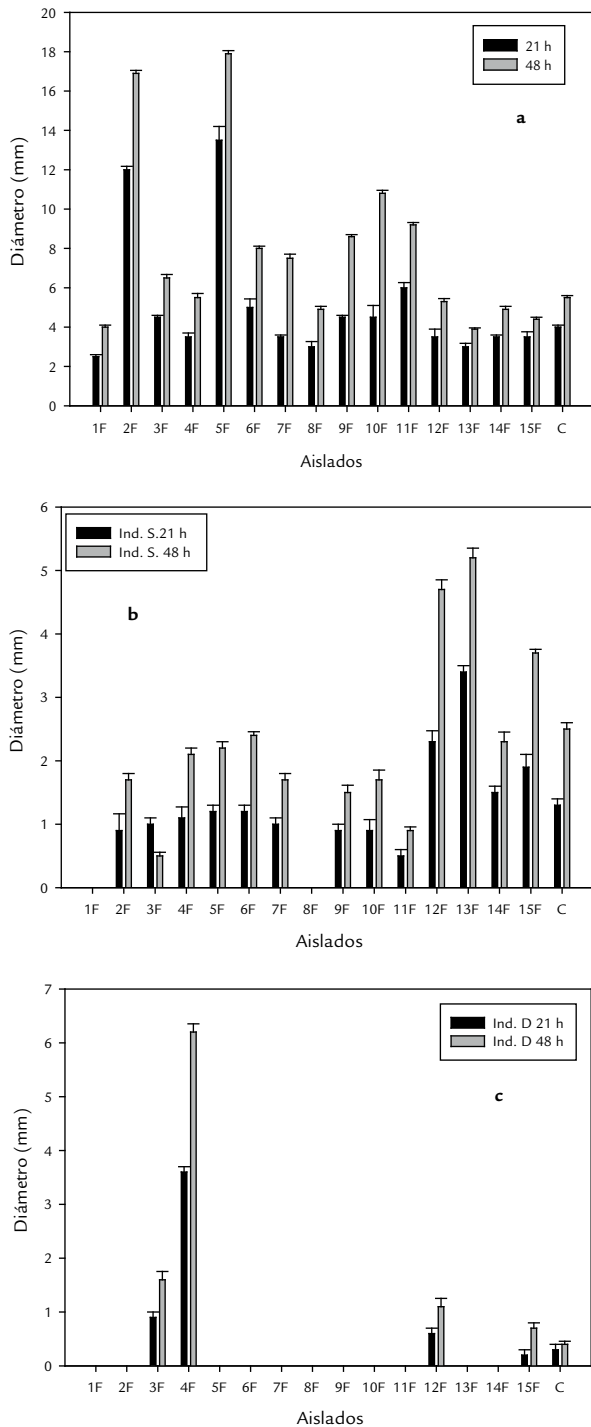 20
18
16
14
12
10
8
6
4
2
0
Diámetro (mm)
21 h
48 h
a
1F 2F 3F 4F 5F 6F 7F 8F 9F 10F 11F 12F 13F 14F 15F C
Aislados
6
5
4
3
2
1
0
Diámetro (mm)
Ind. S.21 h
Ind. S. 48 h
b
1F 2F 3F 4F 5F 6F 7F 8F 9F 10F 11F 12F 13F 14F 15F C
Aislados
7
6
5
4
3
2
1
0
Diámetro (mm)
Ind. D 21 h
Ind. D 48 h
c
1F 2F 3F 4F 5F 6F 7F 8F 9F 10F 11F 12F 13F 14F 15F C
Aislados